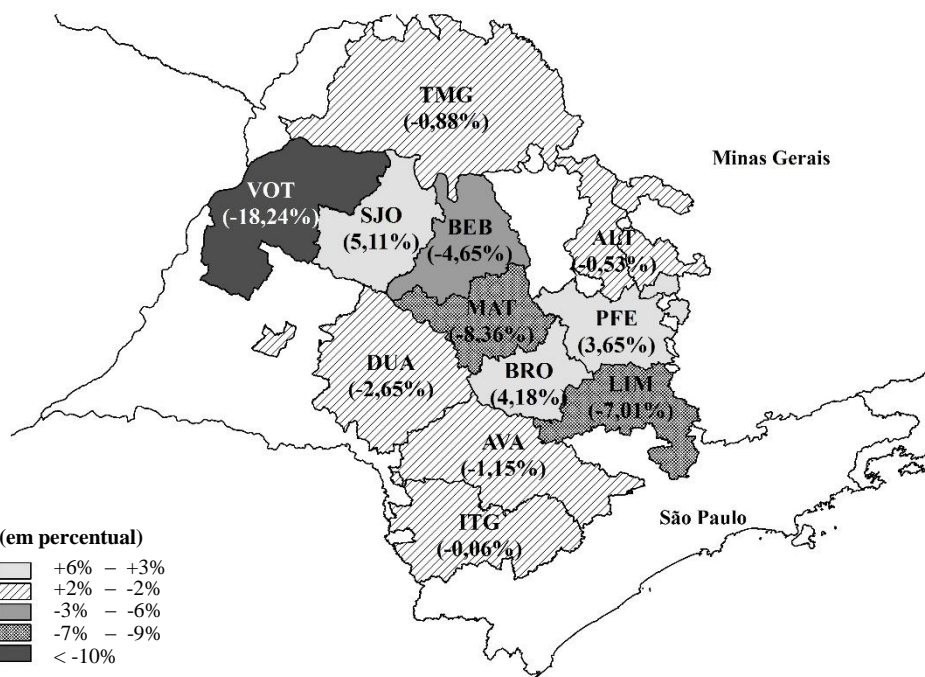 TMG
(-0,88%)
Minas Gerais
VOT
(-18,24%)
SJO
(5,11%)
BEB
(-4,65%)
ALT
(-0,53%)
MAT
(-8,36%)
PFE
(3,65%)
DUA
(-2,65%)
BRO
(4,18%)
LIM
(-7,01%)
AVA
(-1,15%)
ITG
(-0,06%)
São Paulo
(em percentual)
+6% – +3%
+2% – -2%
-3% – -6%
-7% – -9%
< -10%